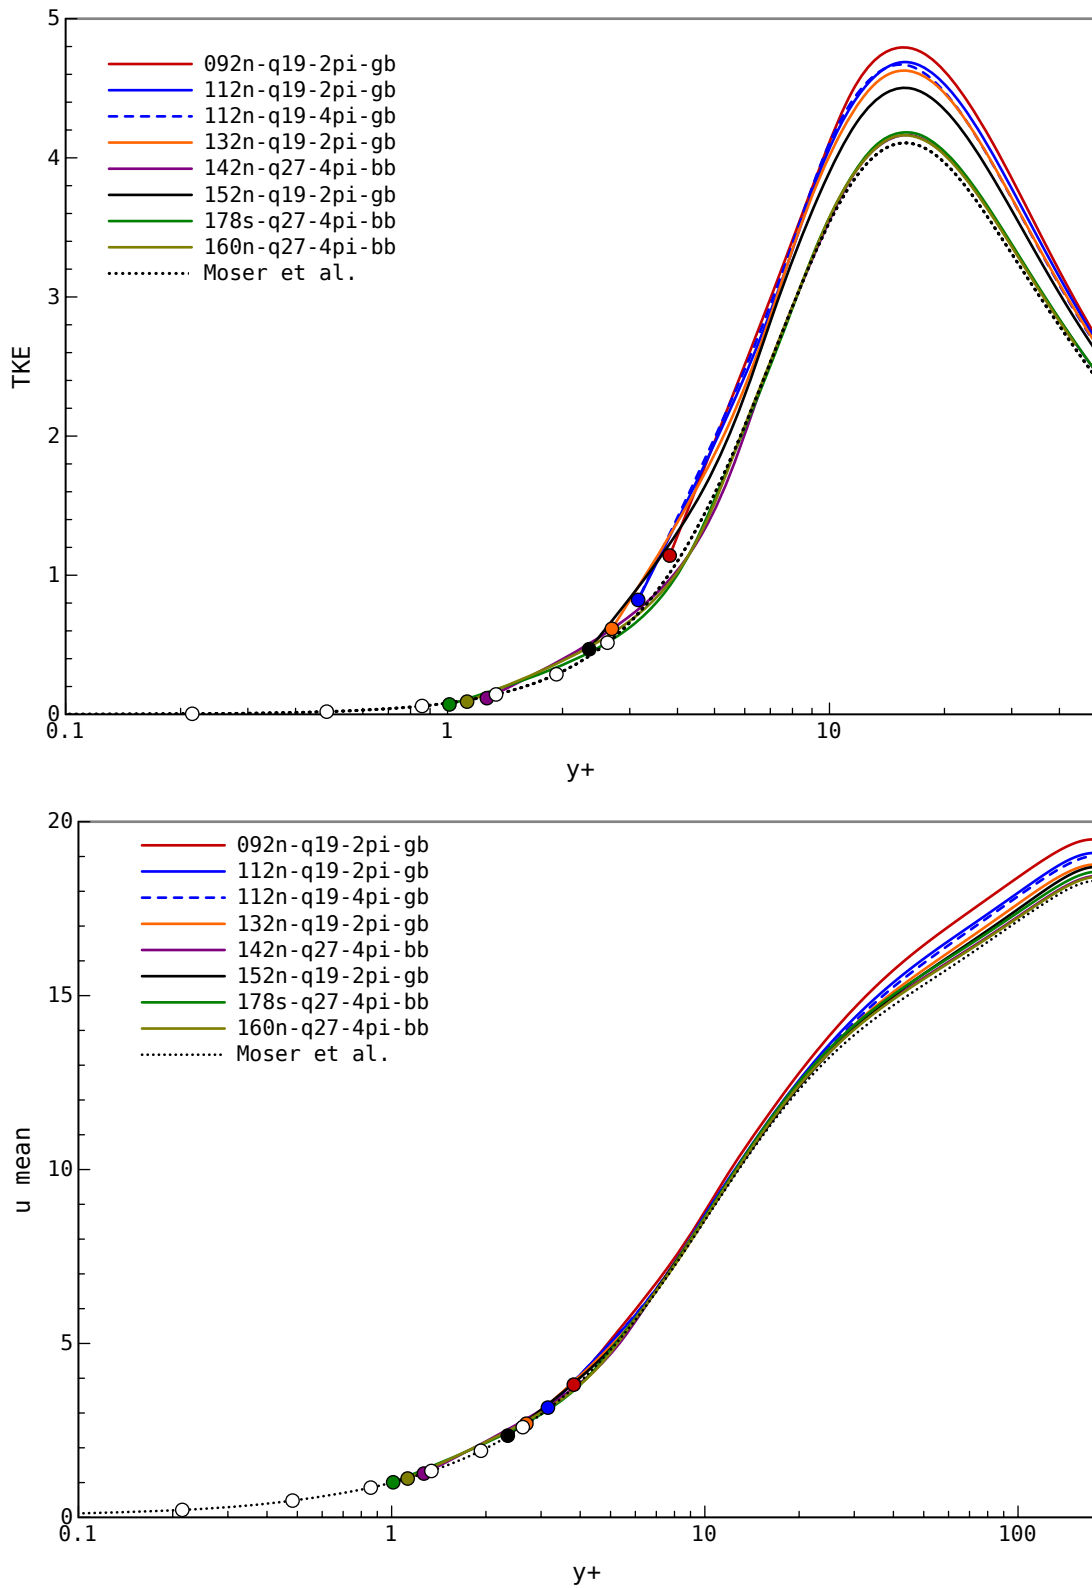 5
092n-q19-2pi-gb
112n-q19-2pi-gb
112n-q19-4pi-gb
132n-q19-2pi-gb
142n-q27-4pi-bb
152n-q19-2pi-gb
178s-q27-4pi-bb
160n-q27-4pi-bb
Moser et al.
4
3
TKE
2
1
0
0.1 1 10
y+
20
092n-q19-2pi-gb
112n-q19-2pi-gb
112n-q19-4pi-gb
132n-q19-2pi-gb
142n-q27-4pi-bb
152n-q19-2pi-gb
178s-q27-4pi-bb
160n-q27-4pi-bb
Moser et al.
15
u mean
10
5
0
0.1 1 10 100
y+